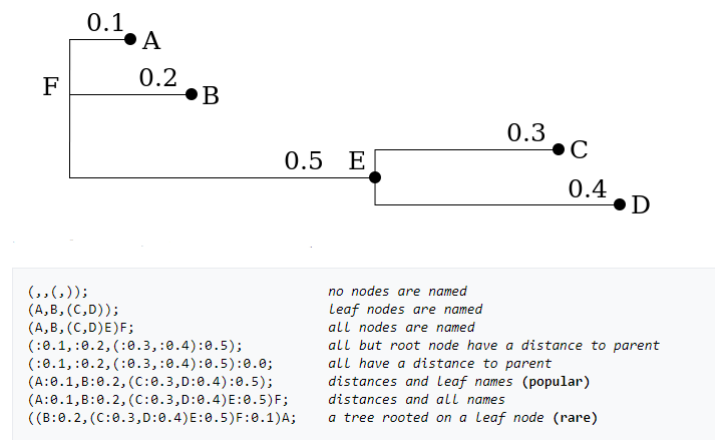 0.1
A
F
0.2
B
0.3
C
0.5 E
0.4
D
(,,(,));                               no nodes are named
(A,B,(C,D));                           leaf nodes are named
(A,B,(C,D)E)F;                         all nodes are named
(:0.1,:0.2,(:0.3,:0.4):0.5);           all but root node have a distance to parent
(:0.1,:0.2,(:0.3,:0.4):0.5):0.0;       all have a distance to parent
(A:0.1,B:0.2,(C:0.3,D:0.4):0.5);       distances and leaf names (popular)
(A:0.1,B:0.2,(C:0.3,D:0.4)E:0.5)F;     distances and all names
((B:0.2,(C:0.3,D:0.4)E:0.5)F:0.1)A;    a tree rooted on a leaf node (rare)